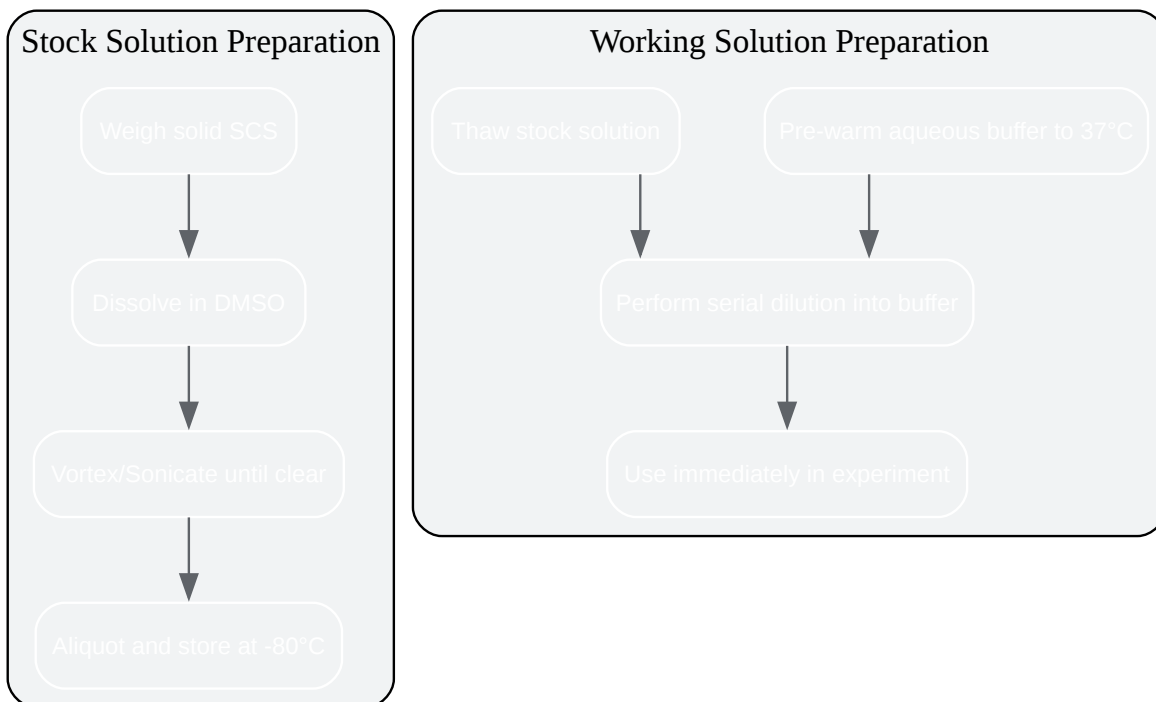 Stock Solution Preparation
Weigh solid SCS
Dissolve in DMSO
Vortex/Sonicate until clear
Aliquot and store at -80°C
Working Solution Preparation
Thaw stock solution
Pre-warm aqueous buffer to 37°C
Perform serial dilution into buffer
Use immediately in experiment